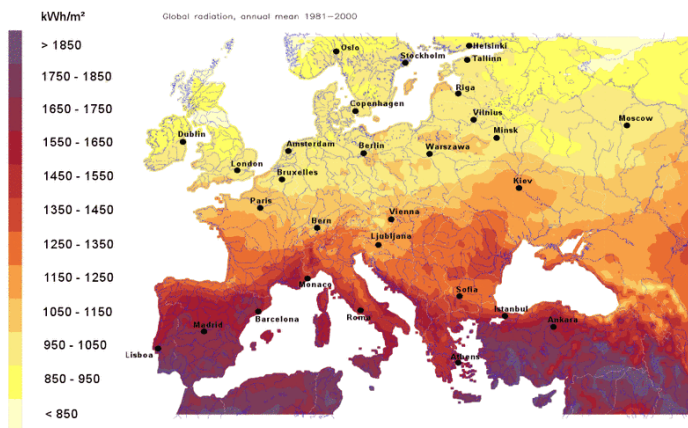 kWh/m²
Global radiation, annual mean 1981-2000
> 1850
1750 - 1850
1650 - 1750
1550 - 1650
1450 - 1550
1350 - 1450
1250 - 1350
1150 - 1250
1050 - 1150
950 - 1050
850 - 950
< 850
Oslo
Helsinki
Stockholm
Tallinn
Riga
Copenhagen
Vilnius
Moscow
Dublin
Minsk
Amsterdam
Berlin
Warszawa
London
Bruxelles
Kiev
Paris
Vienna
Bern
Ljubljana
Monaco
Sofia
Barcelona
Roma
Istanbul
Ankara
Madrid
Lisboa
Athens